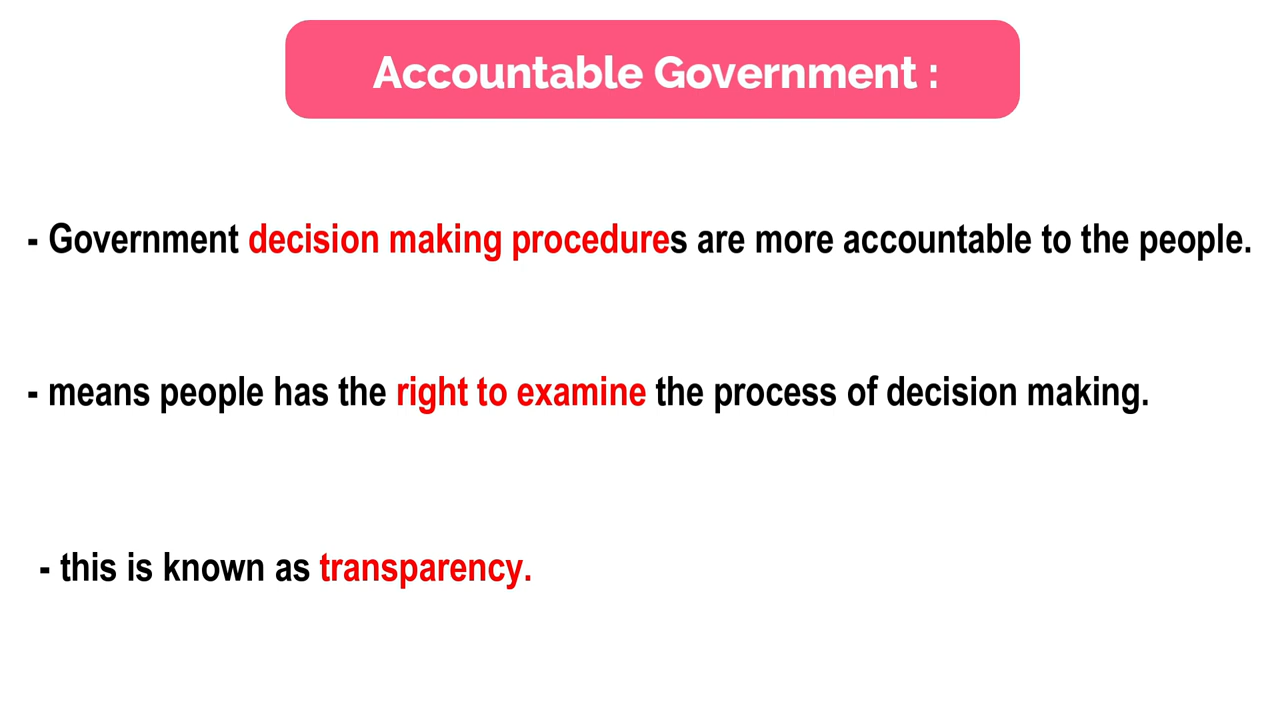 Accountable Government :
- Government decision making procedures are more accountable to the people.
- means people has the right to examine the process of decision making.
- this is known as transparency.